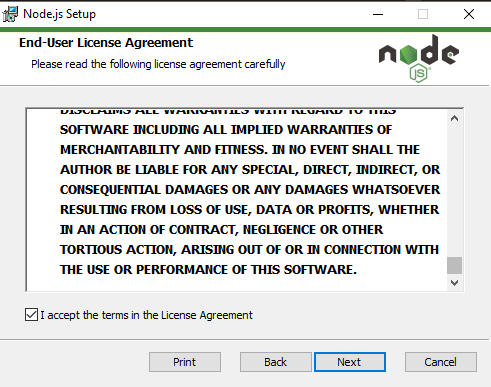 Node.js Setup
End-User License Agreement
Please read the following license agreement carefully
node
JS
DISCLAIMS ALL WARRANTIES WITH REGARD TO THIS
SOFTWARE INCLUDING ALL IMPLIED WARRANTIES OF
MERCHANTABILITY AND FITNESS. IN NO EVENT SHALL THE
AUTHOR BE LIABLE FOR ANY SPECIAL, DIRECT, INDIRECT, OR
CONSEQUENTIAL DAMAGES OR ANY DAMAGES WHATSOEVER
RESULTING FROM LOSS OF USE, DATA OR PROFITS, WHETHER
IN AN ACTION OF CONTRACT, NEGLIGENCE OR OTHER
TORTIOUS ACTION, ARISING OUT OF OR IN CONNECTION WITH
THE USE OR PERFORMANCE OF THIS SOFTWARE.
I accept the terms in the License Agreement
Print Back Next Cancel